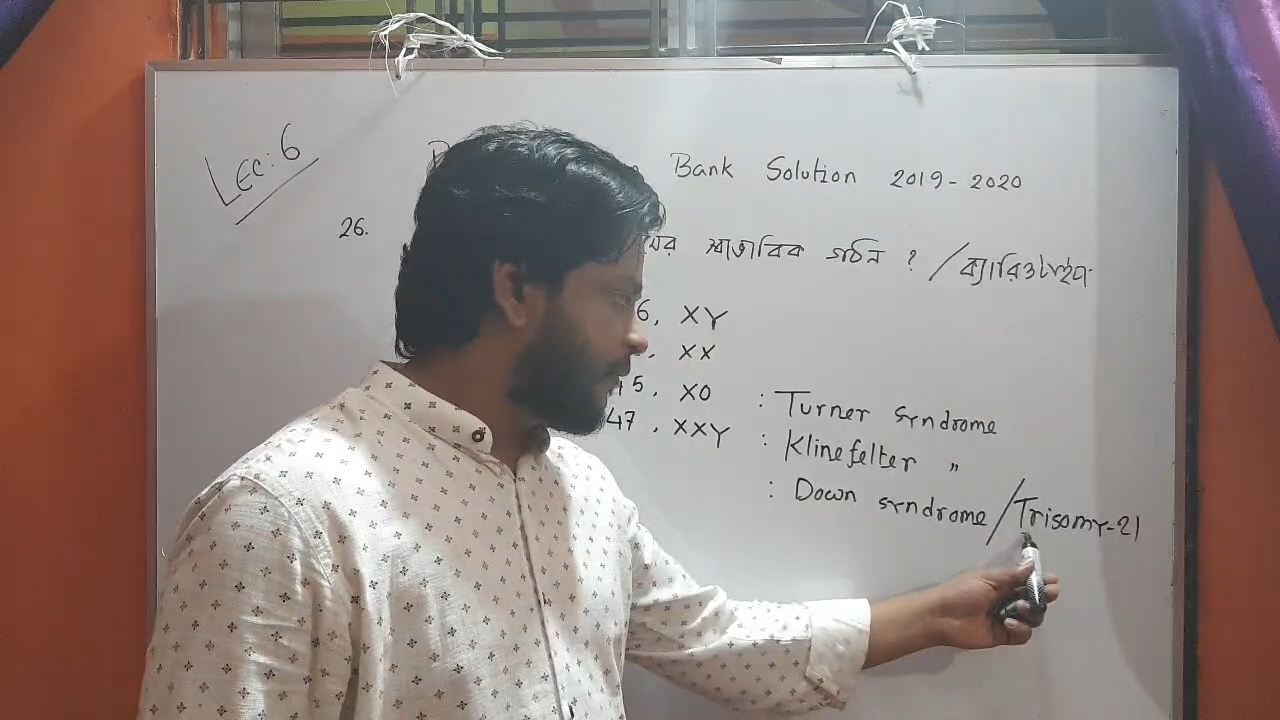 Lec: 6
Bank Solution 2019-2020
26.
স্বাভাবিক গঠন ? / ক্যারিওটাইপ
6, XY
, XX
45, XO : Turner syndrome
47, XXY : Klinefelter "
: Down syndrome / Trisomy-21